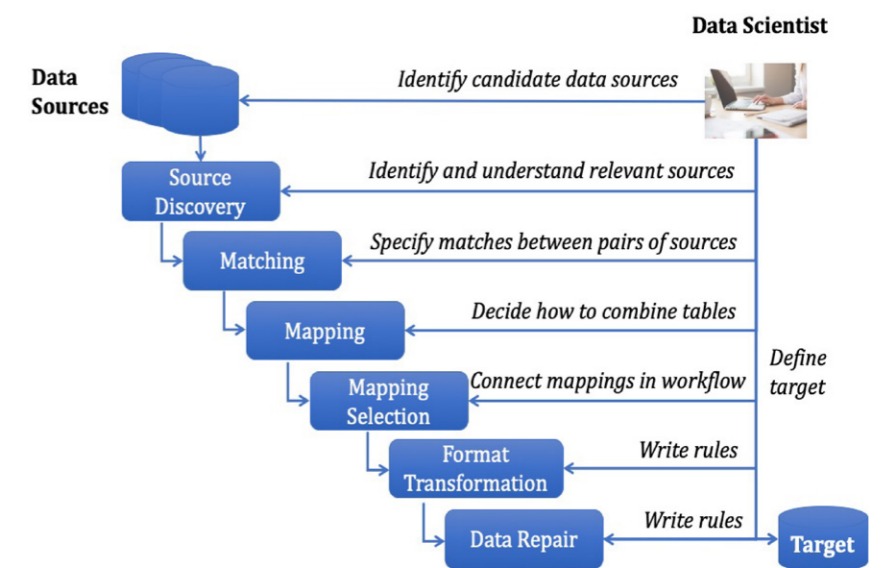 Data Scientist
Data
Sources
Identify candidate data sources
Source
Discovery
Identify and understand relevant sources
Matching
Specify matches between pairs of sources
Mapping
Decide how to combine tables
Mapping
Selection
Connect mappings in workflow
Define
target
Format
Transformation
Write rules
Data Repair
Write rules
Target